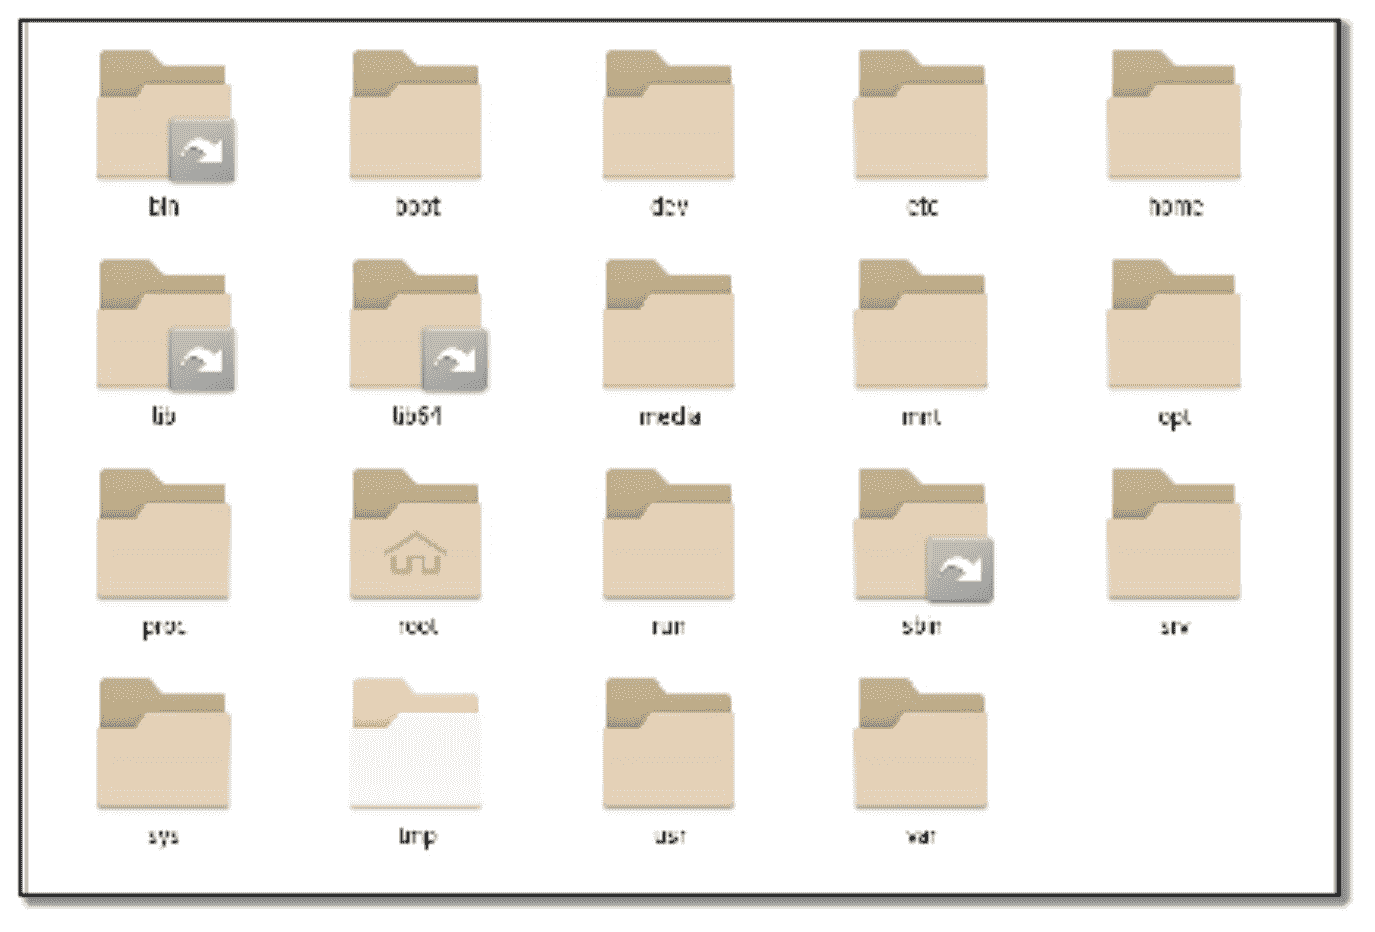 bin boot dev etc home
lib lib64 media mnt opt
proc root run sbin srv
sys tmp usr var